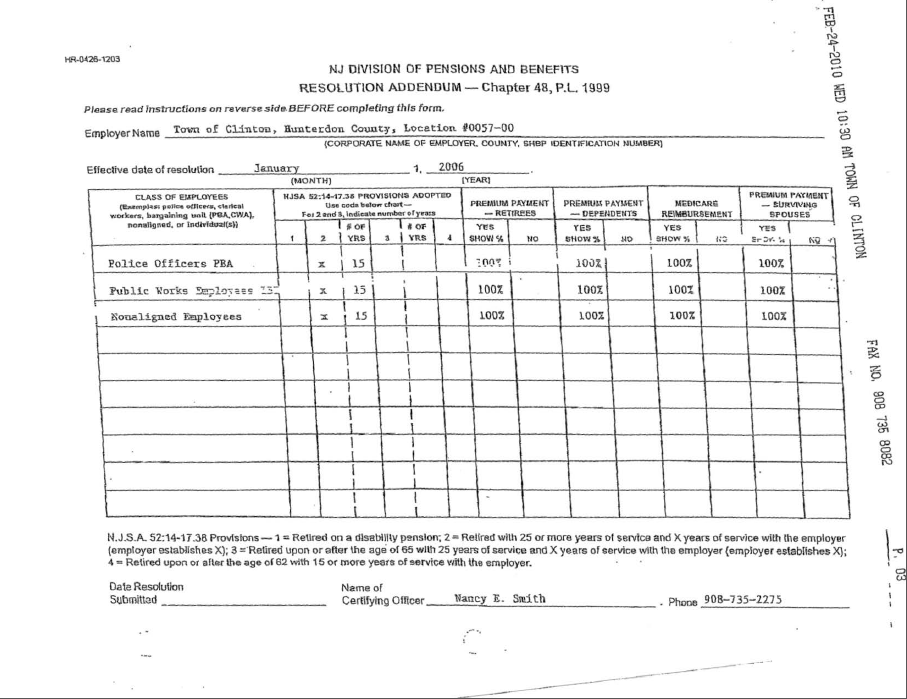 HR-0426-1203
NJ DIVISION OF PENSIONS AND BENEFITS
RESOLUTION ADDENDUM — Chapter 48, P.L. 1999
Please read instructions on reverse side BEFORE completing this form.
Employer Name Town of Clinton, Hunterdon County, Location #0057-00
(CORPORATE NAME OF EMPLOYER, COUNTY, SHBP IDENTIFICATION NUMBER)
Effective date of resolution January 1, 2006
(MONTH) (YEAR)
CLASS OF EMPLOYEES
(Examples: police officers, clerical
workers, bargaining unit (PBA, CWA),
nonaligned, or individual(s))
N.J.S.A. 52:14-17.38 PROVISIONS ADOPTED
Use code below chart—
For 2 and 3, indicate number of years
1 2 # OF YRS 3 # OF YRS 4
PREMIUM PAYMENT
— RETIREES
YES SHOW % NO
PREMIUM PAYMENT
— DEPENDENTS
YES SHOW % NO
MEDICARE
REIMBURSEMENT
YES SHOW % NO
PREMIUM PAYMENT
— SURVIVING
SPOUSES
YES SHOW % NO
Police Officers PBA x 15 100% 100% 100% 100%
Public Works Employees x 15 100% 100% 100% 100%
Nonaligned Employees x 15 100% 100% 100% 100%
N.J.S.A. 52:14-17.38 Provisions — 1 = Retired on a disability pension; 2 = Retired with 25 or more years of service and X years of service with the employer
(employer establishes X); 3 = Retired upon or after the age of 65 with 25 years of service and X years of service with the employer (employer establishes X);
4 = Retired upon or after the age of 62 with 15 or more years of service with the employer.
Date Resolution
Submitted
Name of
Certifying Officer Nancy E. Smith . Phone 908-735-2275
FEB-24-2010 WED 10:30 AM TOWN OF CLINTON
FAX NO. 908 735 8082
P. 03